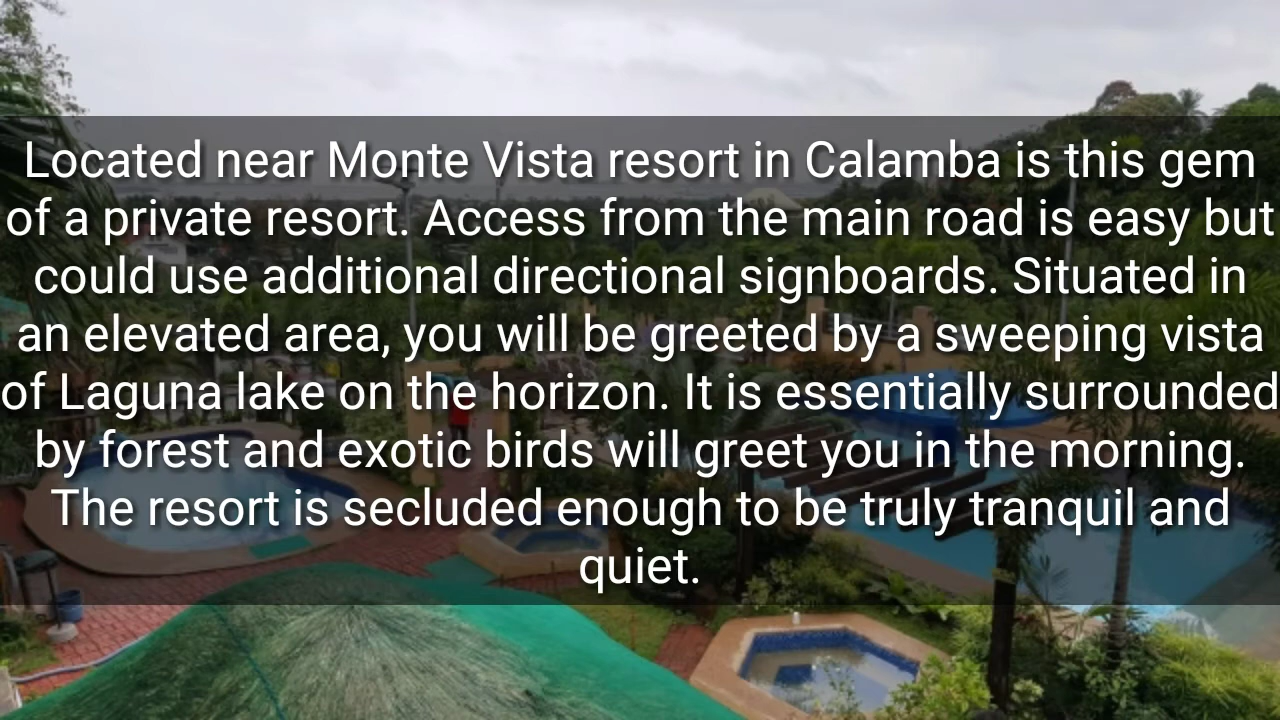 Located near Monte Vista resort in Calamba is this gem
of a private resort. Access from the main road is easy but
could use additional directional signboards. Situated in
an elevated area, you will be greeted by a sweeping vista
of Laguna lake on the horizon. It is essentially surrounded
by forest and exotic birds will greet you in the morning.
The resort is secluded enough to be truly tranquil and
quiet.